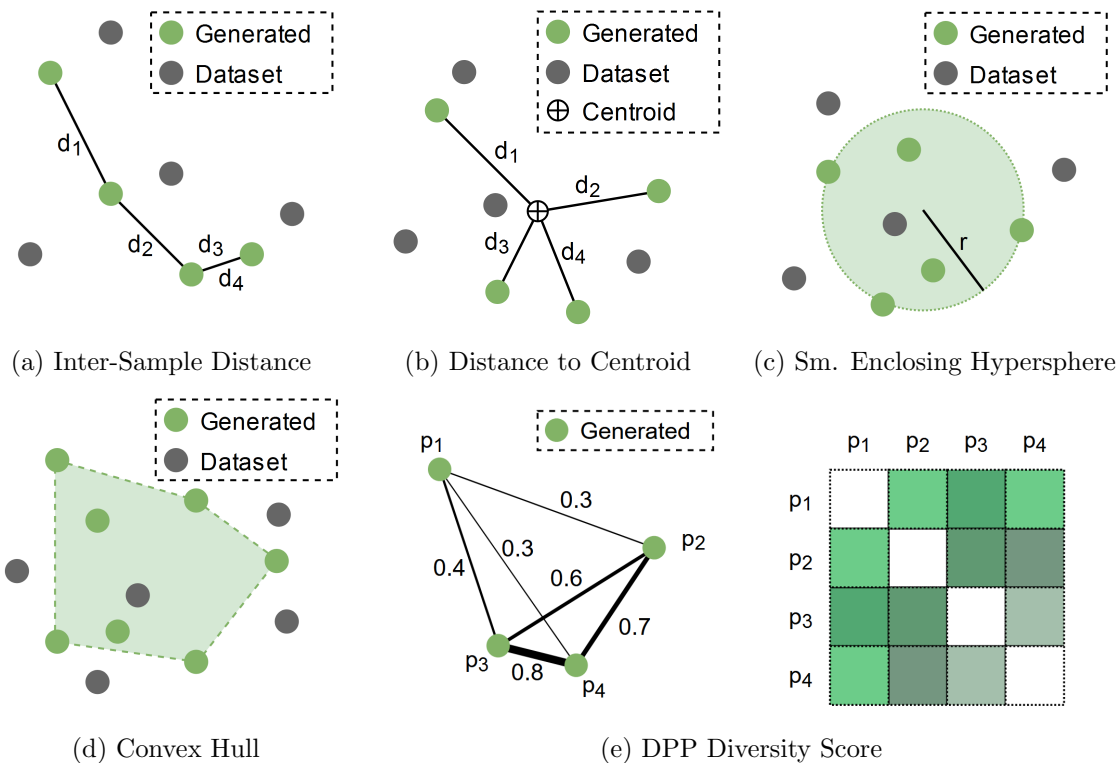 Generated
Dataset
d1
d2
d3
d4
(a) Inter-Sample Distance
Generated
Dataset
Centroid
d1
d2
d3
d4
(b) Distance to Centroid
Generated
Dataset
r
(c) Sm. Enclosing Hypersphere
Generated
Dataset
(d) Convex Hull
Generated
p1
0.3
p2
0.3
0.4
0.6
0.7
p3
0.8
p4
p1 p2 p3 p4
p1
p2
p3
p4
(e) DPP Diversity Score